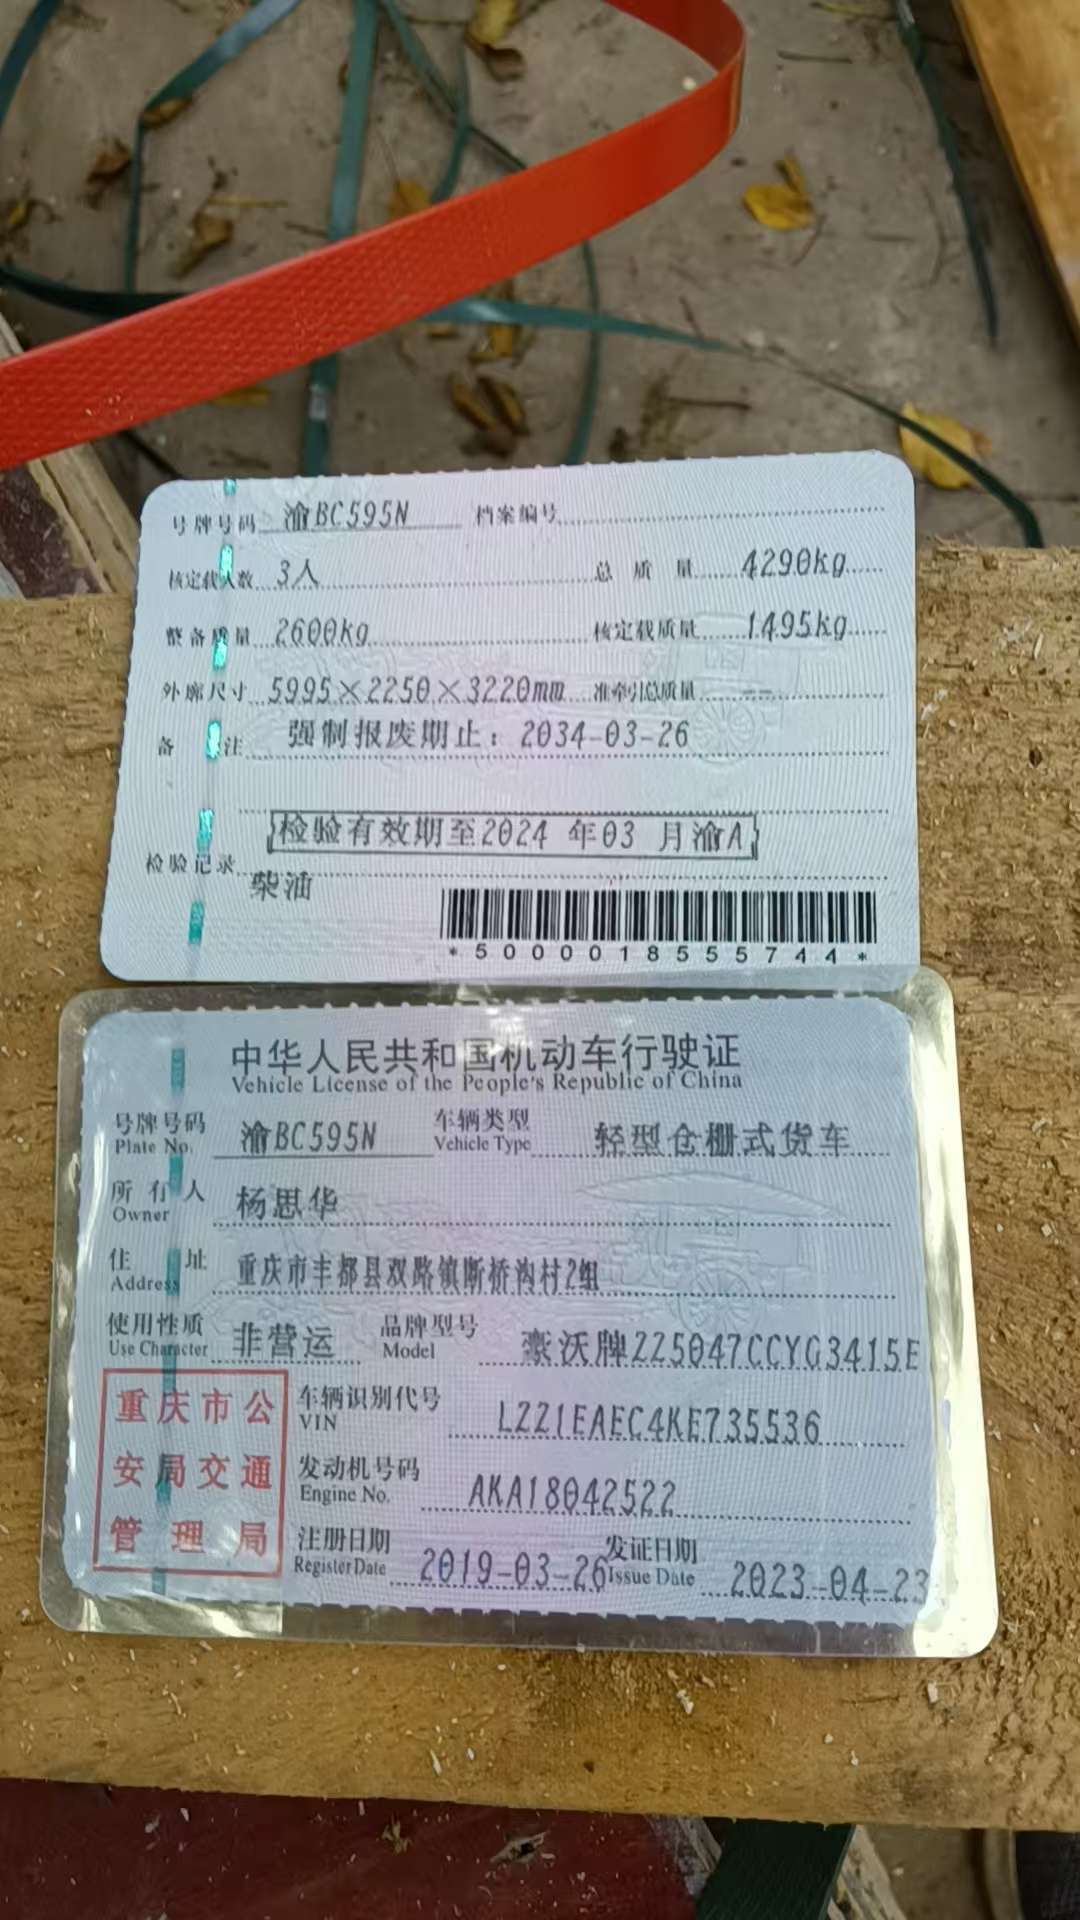 号牌号码 渝BC595N 档案编号
核定载人数 3人 总质量 4290kg
整备质量 2600kg 核定载质量 1495kg
外廓尺寸 5995×2250×3220mm 准牵引总质量 --
备注 强制报废期止：2034-03-26
检验有效期至2024 年03 月渝A
检验记录
柴油
*5000018555744*
中华人民共和国机动车行驶证
Vehicle License of the People's Republic of China
号牌号码 渝BC595N 车辆类型 轻型仓栅式货车
Plate No. Vehicle Type
所有人 杨思华
Owner
住址 重庆市丰都县双路镇断桥沟村2组
Address
使用性质 非营运 品牌型号 豪沃牌ZZ5047CCYG3415E
Use Character Model
重庆市公
安局交通
管理局
车辆识别代号 LZZ1EAEC4KE735536
VIN
发动机号码 AKA18042522
Engine No.
注册日期 2019-03-26 发证日期 2023-04-23
Register Date Issue Date